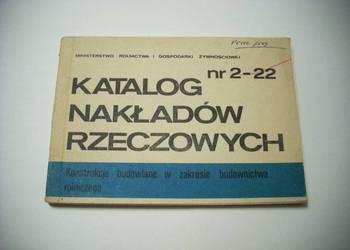 MINISTERSTWO ROLNICTWA I GOSPODARKI ŻYWNOŚCIOWEJ
nr 2-22
KATALOG
NAKŁADÓW
RZECZOWYCH
Konstrukcje budowlane w zakresie budownictwa
rolniczego